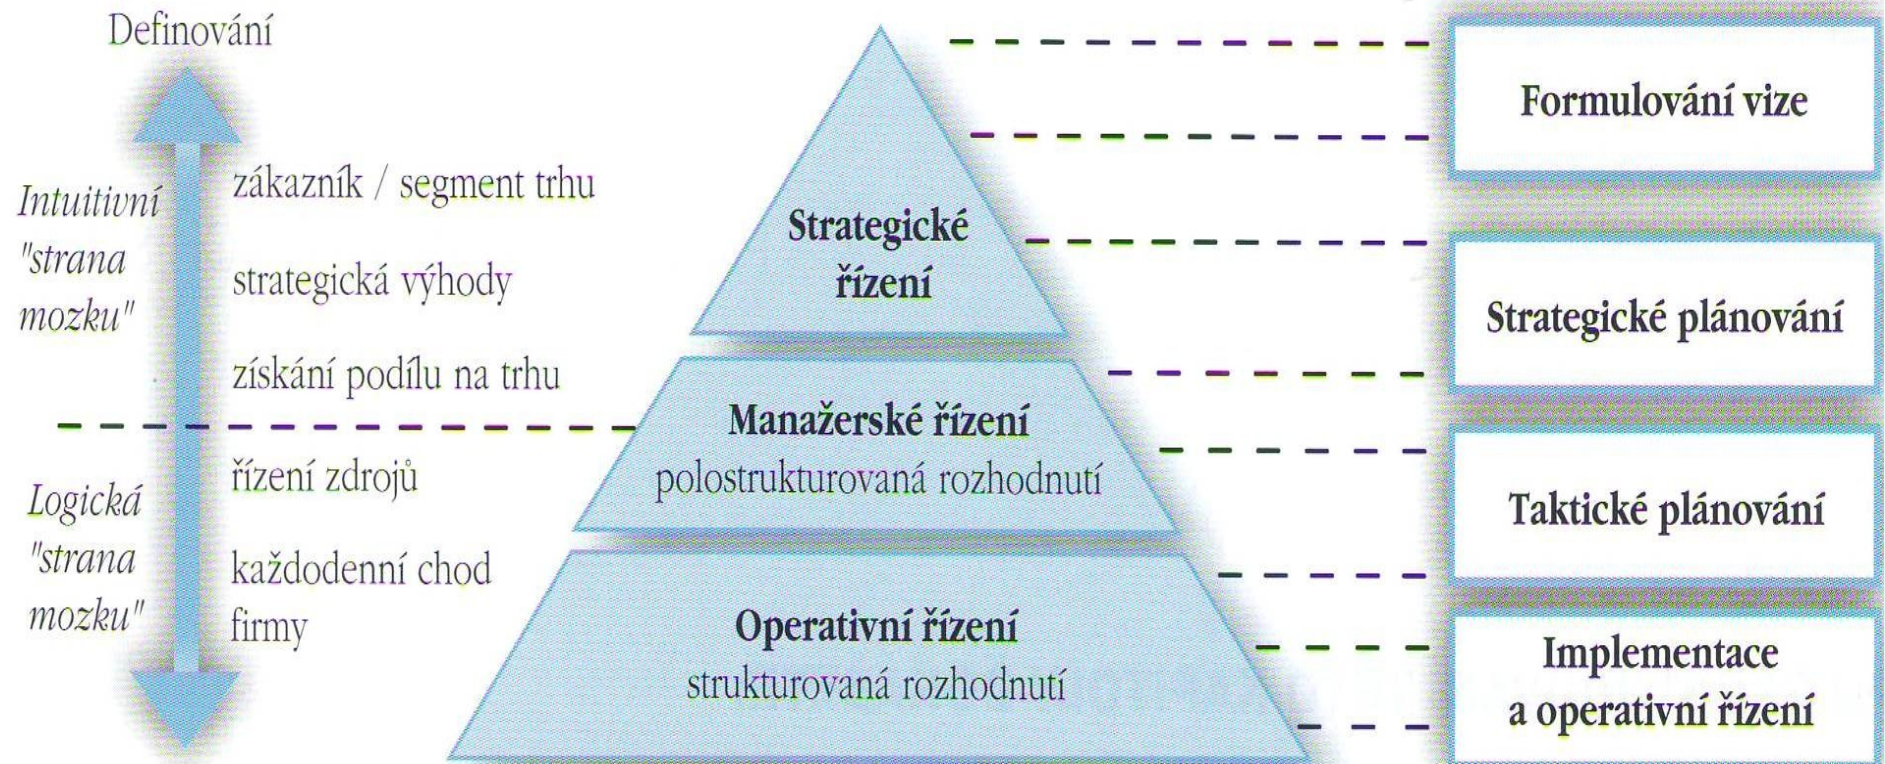 Definování
Intuitivní
"strana
mozku"
zákazník / segment trhu
strategická výhody
získání podílu na trhu
Logická
"strana
mozku"
řízení zdrojů
každodenní chod
firmy
Strategické
řízení
Manažerské řízení
polostrukturovaná rozhodnutí
Operativní řízení
strukturovaná rozhodnutí
Formulování vize
Strategické plánování
Taktické plánování
Implementace
a operativní řízení